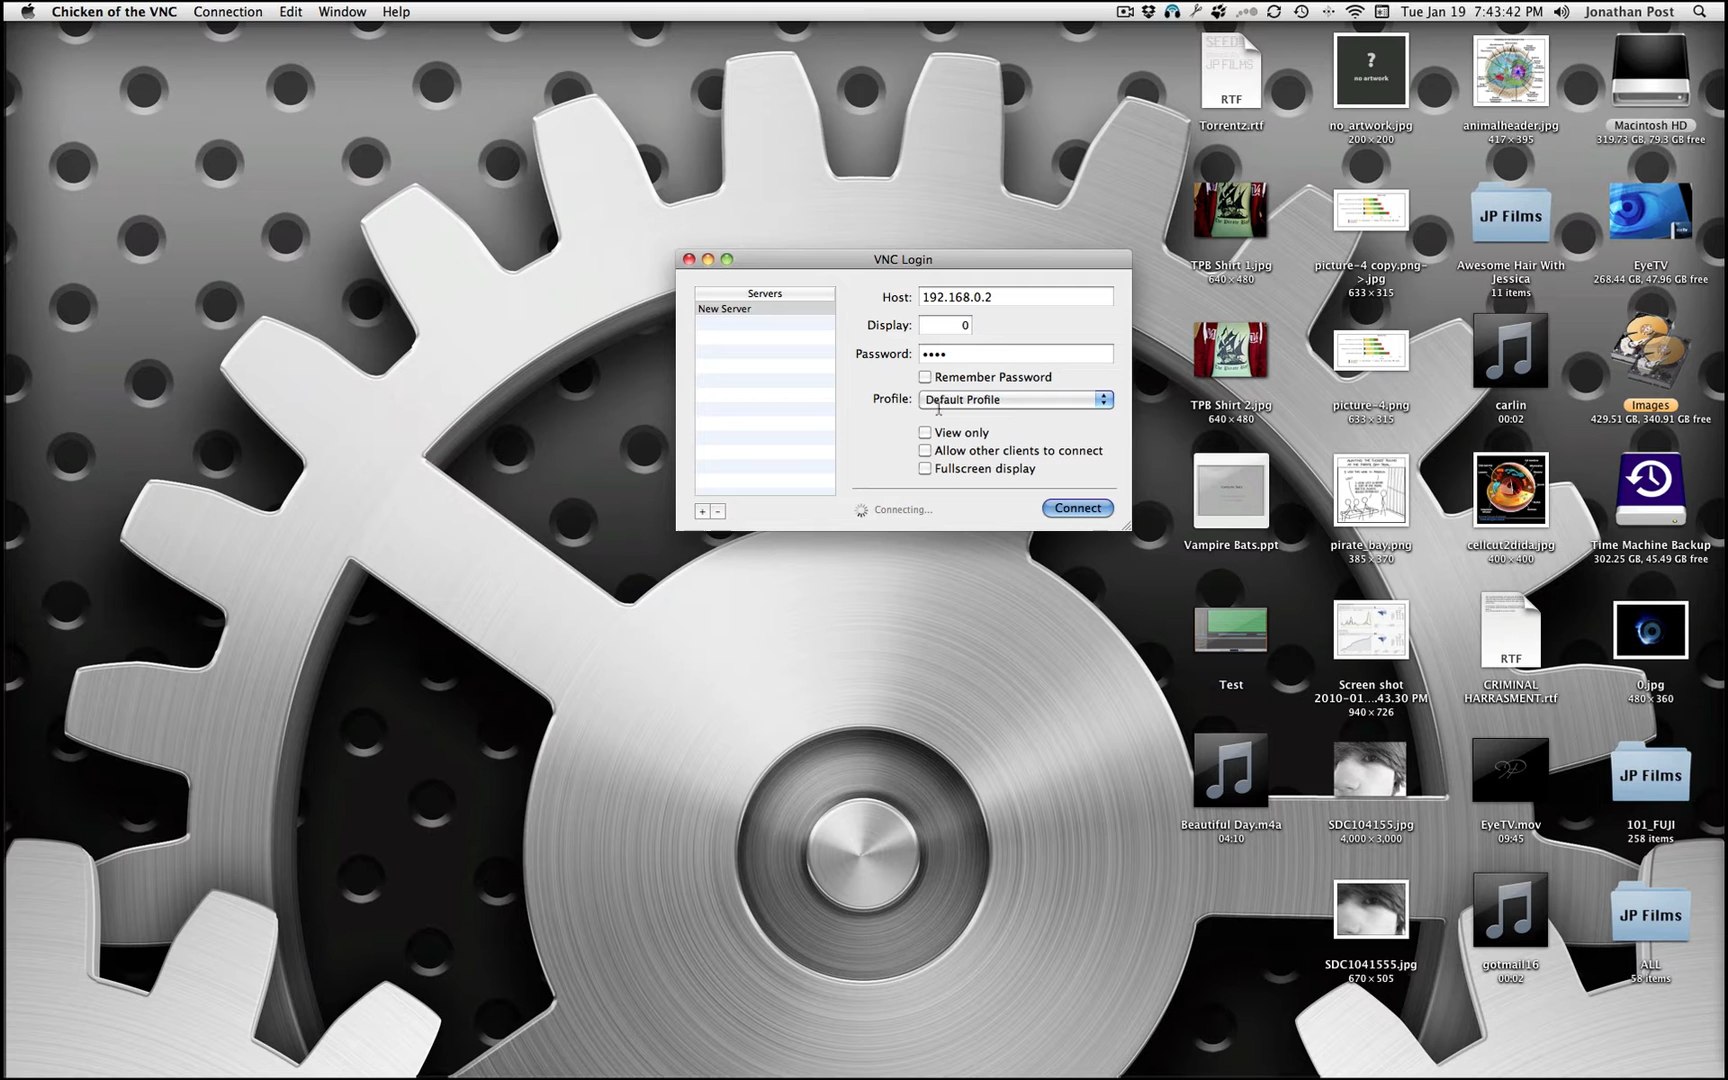 Chicken of the VNC Connection Edit Window Help
Tue Jan 19 7:43:42 PM Jonathan Post
VNC Login
Servers
New Server
Host: 192.168.0.2
Display: 0
Password: ••••
Remember Password
Profile: Default Profile
View only
Allow other clients to connect
Fullscreen display
+ -
Connecting...
Connect
SEEDS
JP FILMS
RTF
Torrentz.rtf
?
no artwork
no_artwork.jpg
200×200
animalheader.jpg
417×395
Macintosh HD
319.73 GB, 79.3 GB free
TPB Shirt 1.jpg
640×480
picture-4 copy.png-
>.jpg
633×315
JP Films
Awesome Hair With
Jessica
11 items
EyeTV
268.44 GB, 47.96 GB free
TPB Shirt 2.jpg
640×480
picture-4.png
633×315
carlin
00:02
Images
429.51 GB, 340.91 GB free
Vampire Bats.ppt
pirate_bay.png
385×370
cellcut2dida.jpg
400×400
Time Machine Backup
302.25 GB, 45.49 GB free
Test
Screen shot
2010-01....43.30 PM
940×726
RTF
CRIMINAL
HARRASMENT.rtf
0.jpg
480×360
Beautiful Day.m4a
04:10
SDC104155.jpg
4,000×3,000
EyeTV.mov
09:45
JP Films
101_FUJI
258 items
SDC1041555.jpg
670×505
gotmail16
00:02
JP Films
ALL
58 items